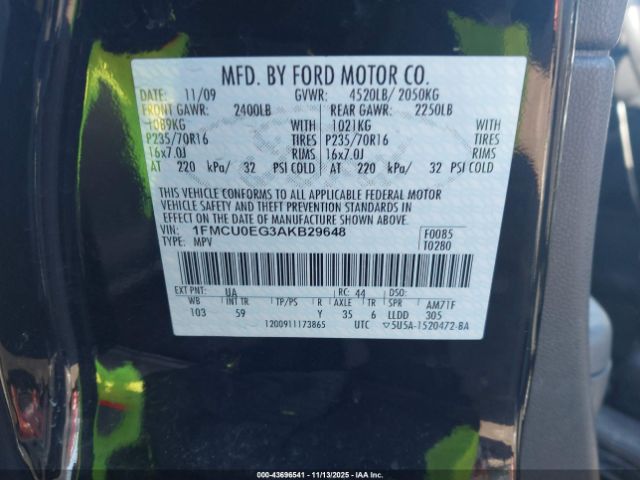 MFD. BY FORD MOTOR CO.
DATE: 11/09 GVWR: 4520LB/ 2050KG
FRONT GAWR: 2400LB REAR GAWR: 2250LB
1089KG WITH 1021KG WITH
P235/70R16 TIRES P235/70R16 TIRES
16x7.0J RIMS 16x7.0J RIMS
AT 220 kPa/ 32 PSI COLD AT 220 kPa/ 32 PSI COLD
THIS VEHICLE CONFORMS TO ALL APPLICABLE FEDERAL MOTOR
VEHICLE SAFETY AND THEFT PREVENTION STANDARDS IN
EFFECT ON THE DATE OF MANUFACTURE SHOWN ABOVE.
VIN: 1FMCU0EG3AKB29648 F0085
TYPE: MPV T0280
EXT PNT: UA RC: 44 DSO:
WB INT TR TP/PS R AXLE TR SPR AM7TF
103 59 Y 35 6 LLDD 305
1200911173865 UTC ▽5U5A-1520472-BA
000-43696541 - 11/13/2025 - IAAI.com